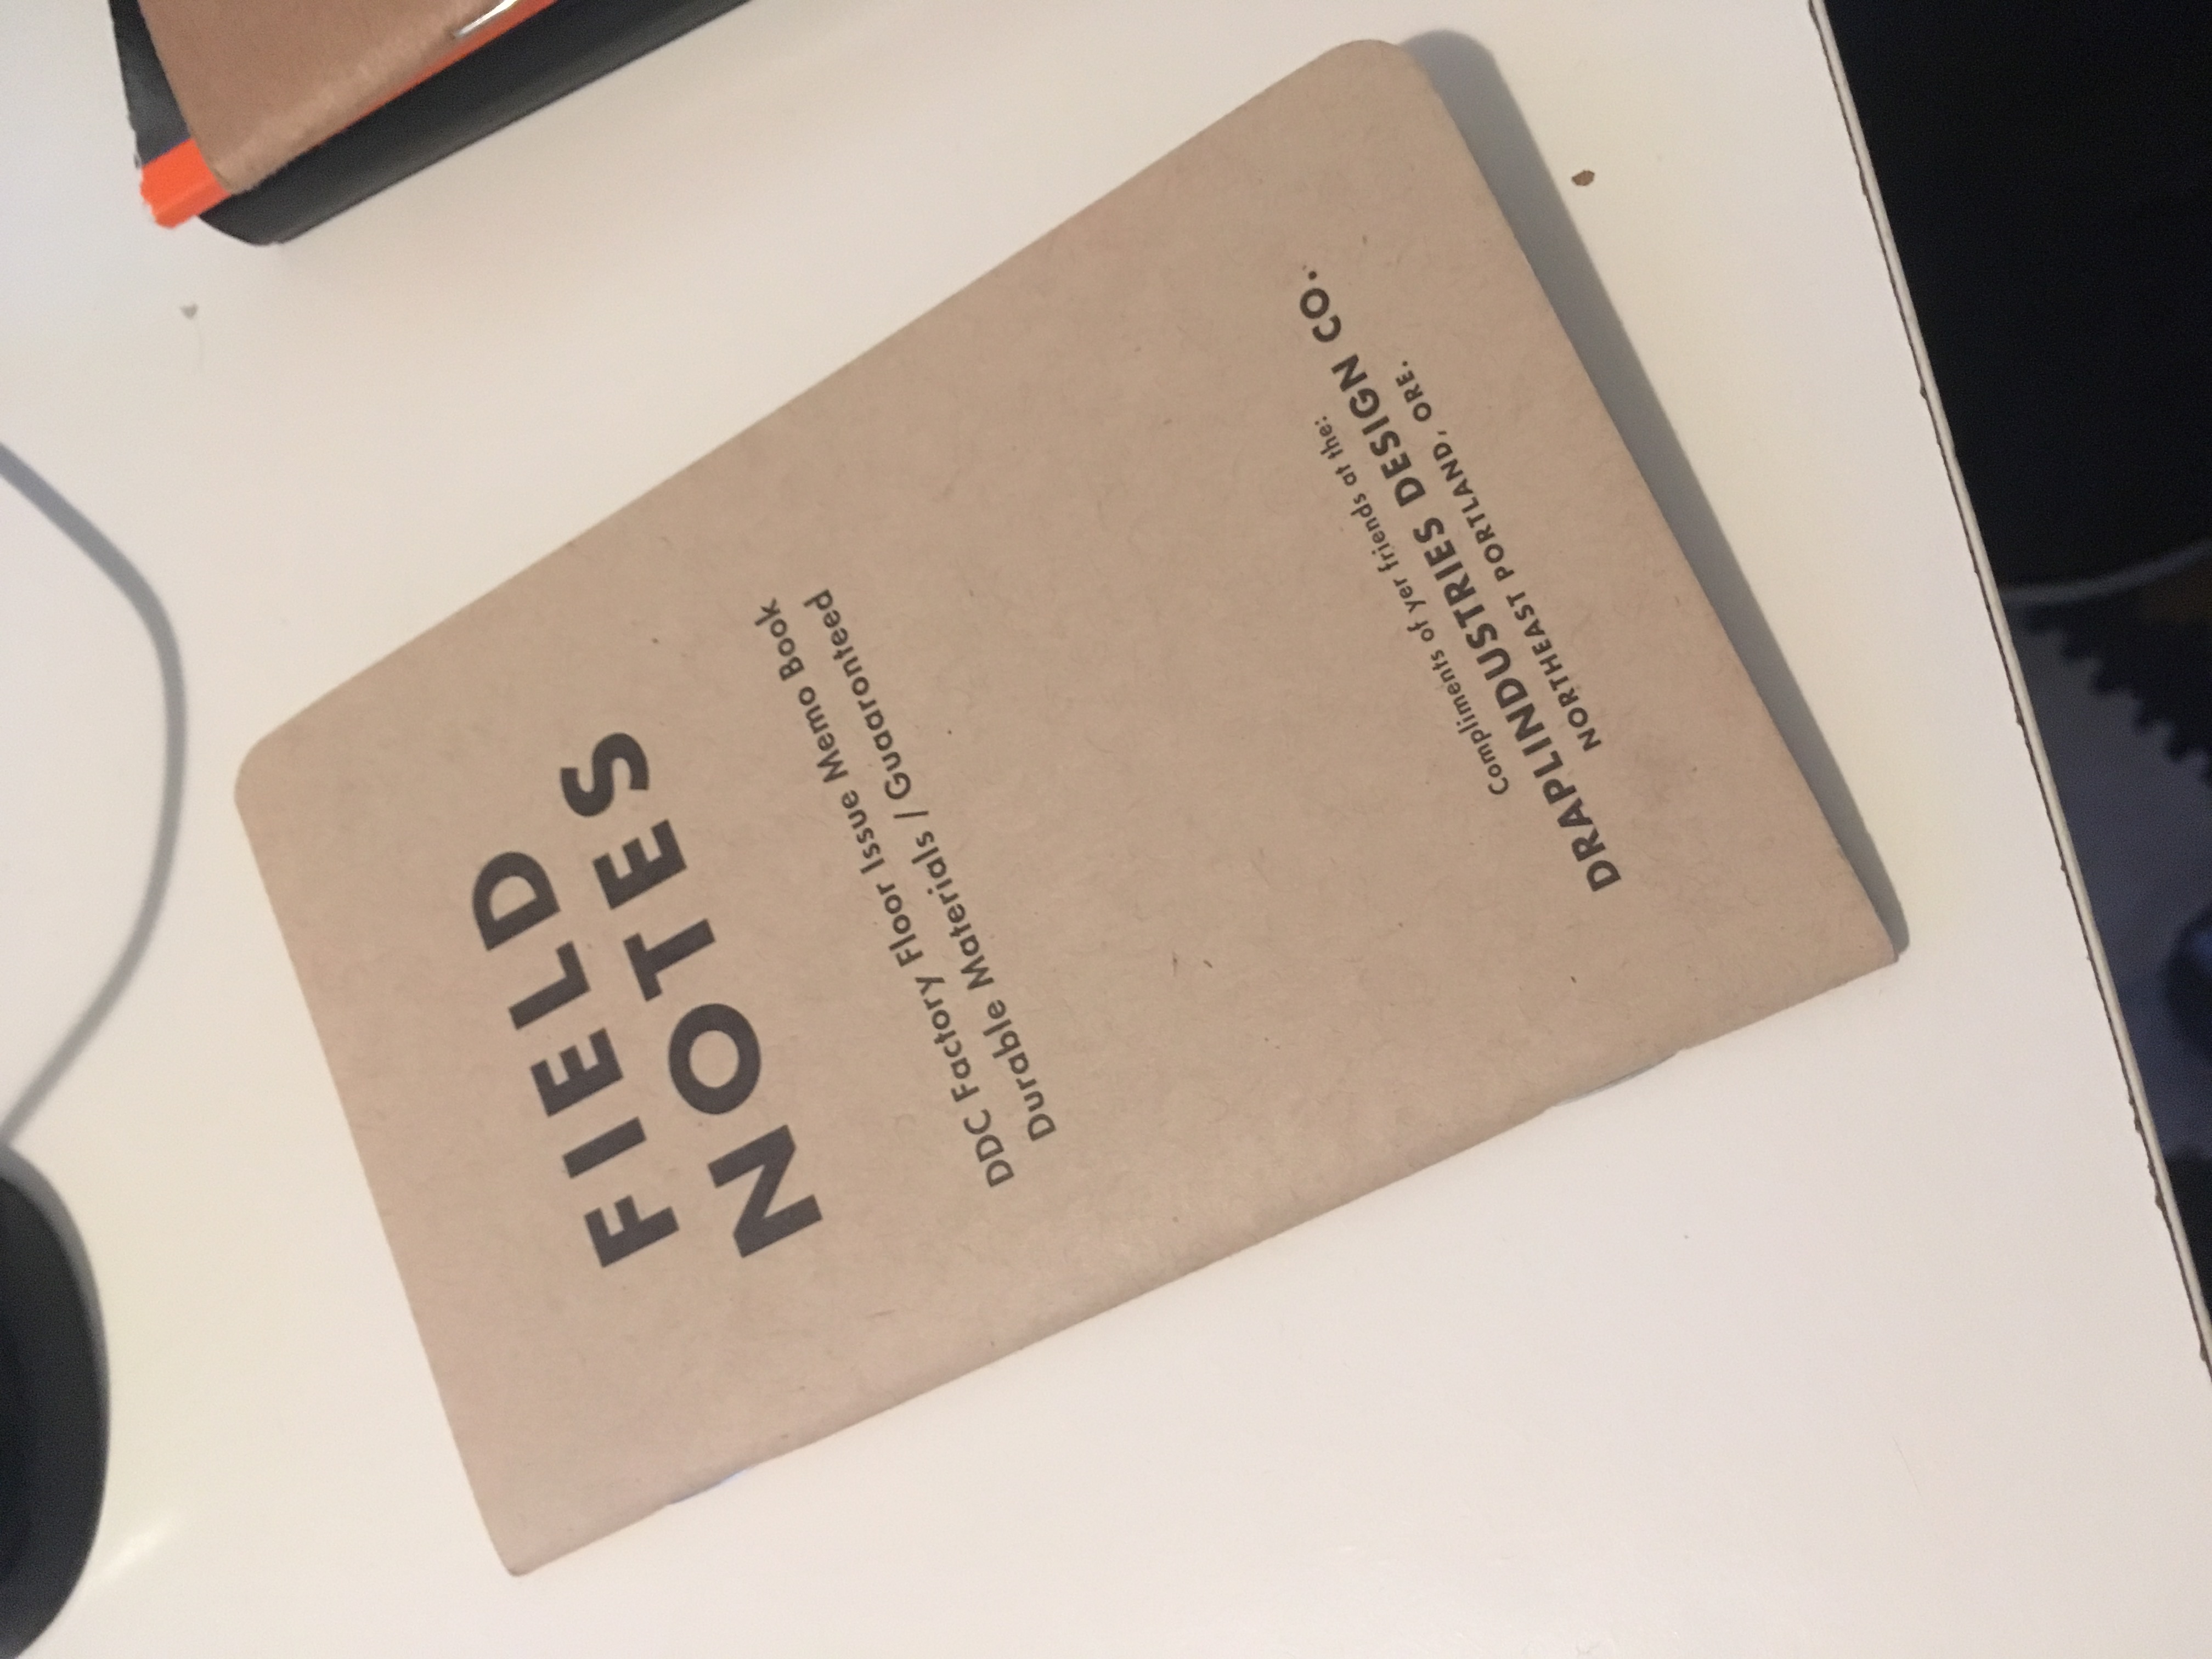 FIELD
NOTES
DDC Factory Floor Issue Memo Book
Durable Materials / Guaaronteed
Compliments of yer friends at the:
DRAPLINDUSTRIES DESIGN CO.
NORTHEAST PORTLAND, ORE.